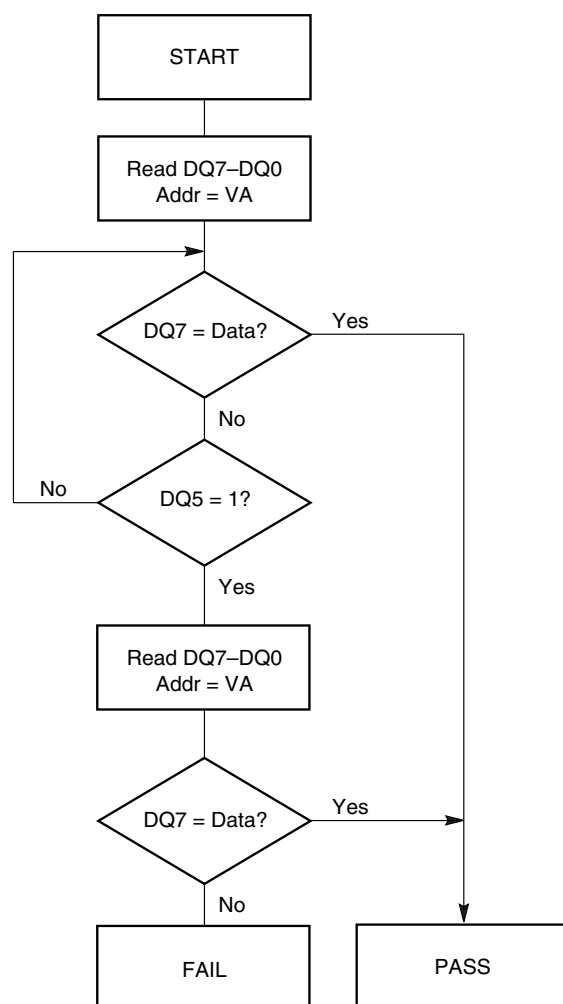 START
Read DQ7–DQ0
Addr = VA
DQ7 = Data?
Yes
No
No
DQ5 = 1?
Yes
Read DQ7–DQ0
Addr = VA
DQ7 = Data?
Yes
No
FAIL
PASS